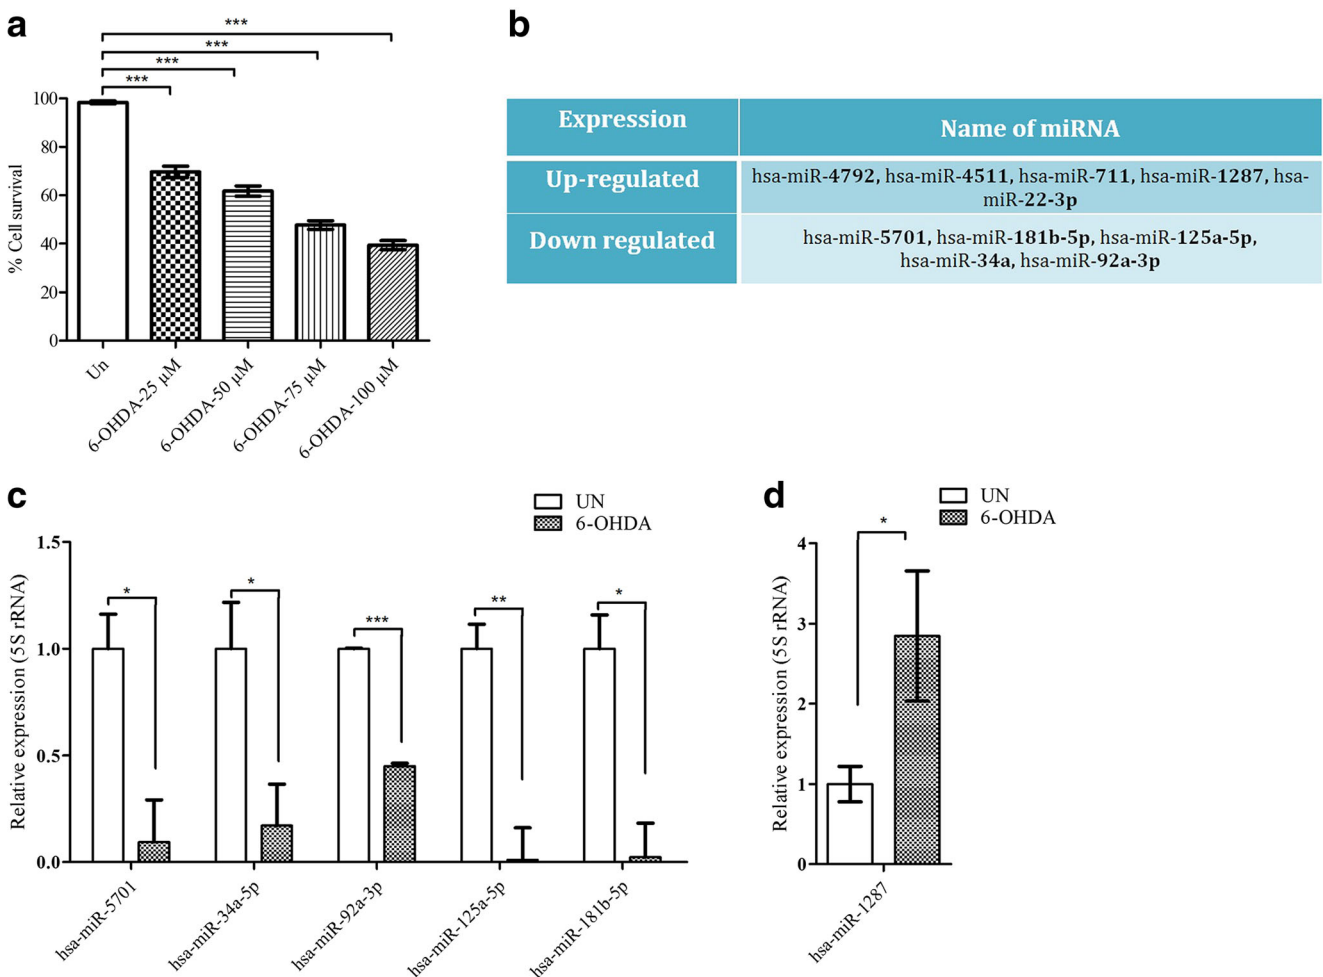 a
***
***
***
***
% Cell survival
100
80
60
40
20
0
Un
6-OHDA-25 µM
6-OHDA-50 µM
6-OHDA-75 µM
6-OHDA-100 µM
b
Expression
Name of miRNA
Up-regulated
hsa-miR-4792, hsa-miR-4511, hsa-miR-711, hsa-miR-1287, hsa-
miR-22-3p
Down regulated
hsa-miR-5701, hsa-miR-181b-5p, hsa-miR-125a-5p,
hsa-miR-34a, hsa-miR-92a-3p
c
UN
6-OHDA
Relative expression (5S rRNA)
1.5
1.0
0.5
0.0
*
*
***
**
*
hsa-miR-5701
hsa-miR-34a-5p
hsa-miR-92a-3p
hsa-miR-125a-5p
hsa-miR-181b-5p
d
UN
6-OHDA
Relative expression (5S rRNA)
4
3
2
1
0
*
hsa-miR-1287